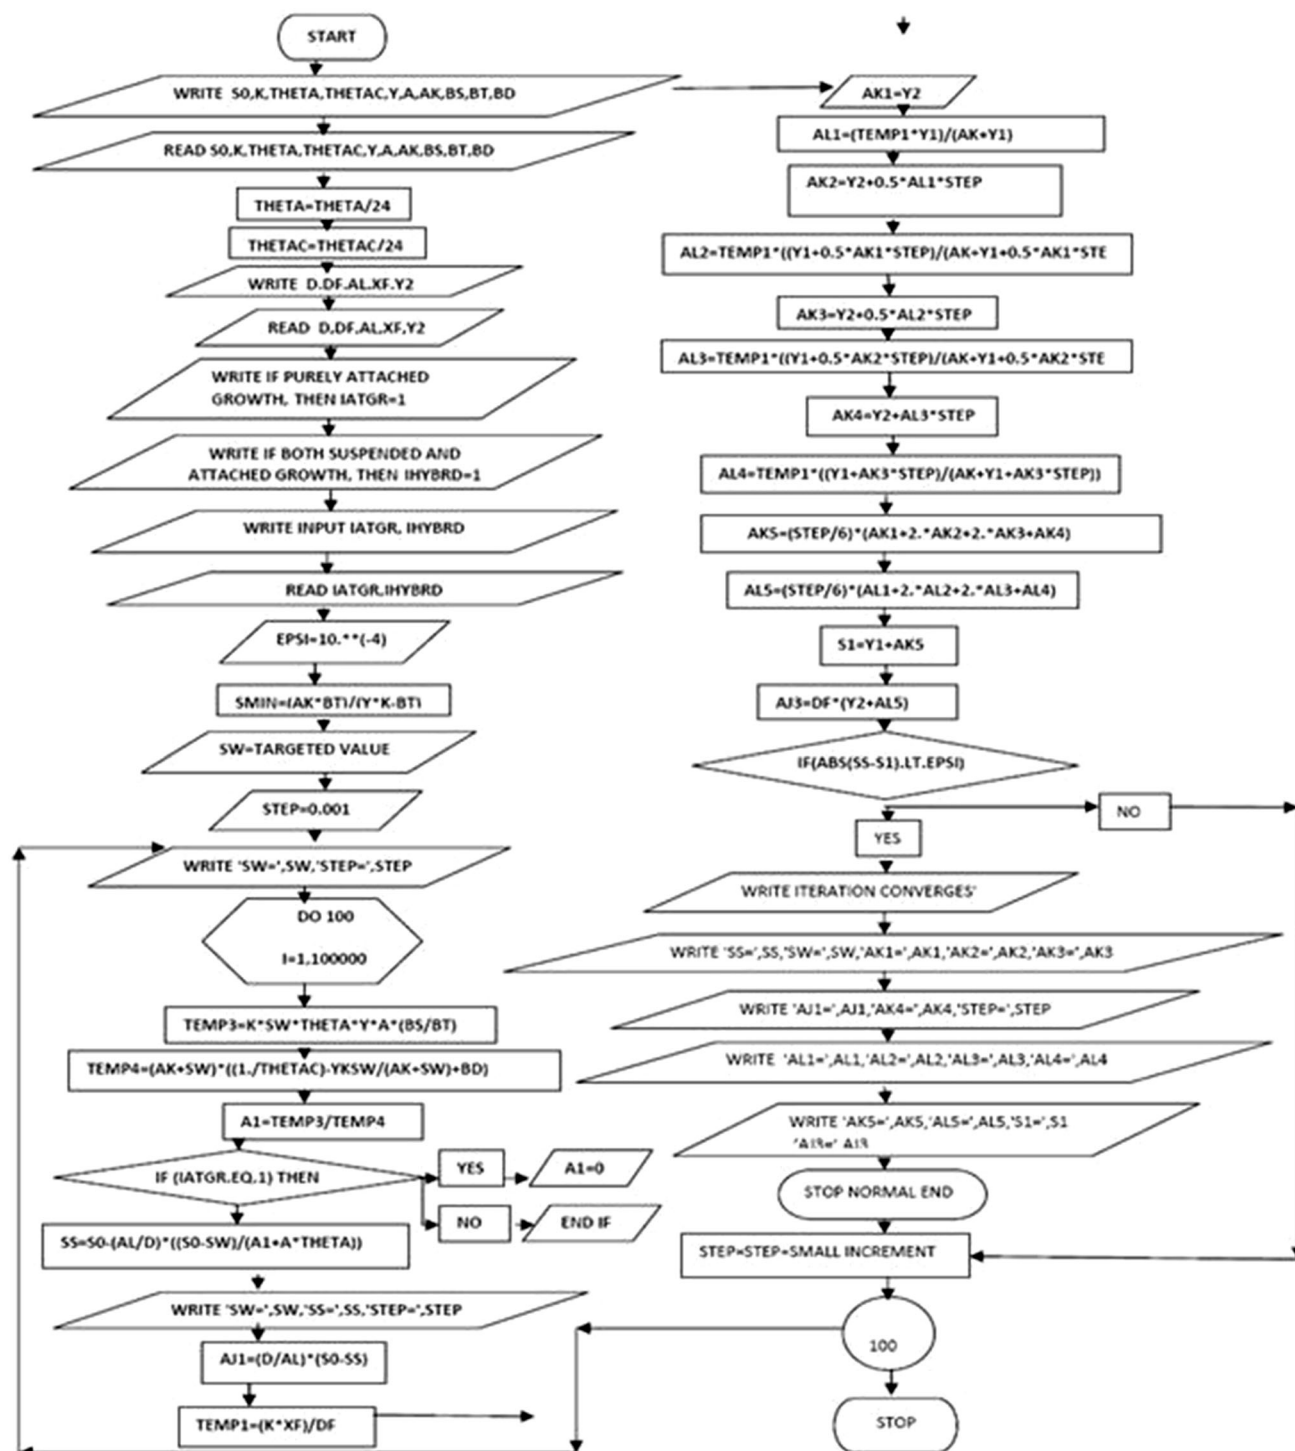 START
WRITE S0,K,THETA,THETAC,Y,A,AK,BS,BT,BD
READ S0,K,THETA,THETAC,Y,A,AK,BS,BT,BD
THETA=THETA/24
THETAC=THETAC/24
WRITE D.DF.AL.XF.Y2
READ D,DF,AL,XF,Y2
WRITE IF PURELY ATTACHED
GROWTH, THEN IATGR=1
WRITE IF BOTH SUSPENDED AND
ATTACHED GROWTH, THEN IHYBRD=1
WRITE INPUT IATGR, IHYBRD
READ IATGR,IHYBRD
EPSI=10.**(-4)
SMIN=(AK*BT)/(Y*K-BT)
SW=TARGETED VALUE
STEP=0.001
WRITE 'SW=',SW,'STEP=',STEP
DO 100
I=1,100000
TEMP3=K*SW*THETA*Y*A*(BS/BT)
TEMP4=(AK+SW)*((1./THETAC)-YKSW/(AK+SW)+BD)
A1=TEMP3/TEMP4
IF (IATGR.EQ.1) THEN
YES
A1=0
NO
END IF
SS=S0-(AL/D)*((S0-SW)/(A1+A*THETA))
WRITE 'SW=',SW,'SS=',SS,'STEP=',STEP
AJ1=(D/AL)*(S0-SS)
TEMP1=(K*XF)/DF
AK1=Y2
AL1=(TEMP1*Y1)/(AK+Y1)
AK2=Y2+0.5*AL1*STEP
AL2=TEMP1*((Y1+0.5*AK1*STEP)/(AK+Y1+0.5*AK1*STE
AK3=Y2+0.5*AL2*STEP
AL3=TEMP1*((Y1+0.5*AK2*STEP)/(AK+Y1+0.5*AK2*STE
AK4=Y2+AL3*STEP
AL4=TEMP1*((Y1+AK3*STEP)/(AK+Y1+AK3*STEP))
AK5=(STEP/6)*(AK1+2.*AK2+2.*AK3+AK4)
AL5=(STEP/6)*(AL1+2.*AL2+2.*AL3+AL4)
S1=Y1+AK5
AJ3=DF*(Y2+AL5)
IF(ABS(SS-S1).LT.EPSI)
NO
YES
WRITE ITERATION CONVERGES'
WRITE 'SS=',SS,'SW=',SW,'AK1=',AK1,'AK2=',AK2,'AK3=',AK3
WRITE 'AJ1=',AJ1,'AK4=',AK4,'STEP=',STEP
WRITE 'AL1=',AL1,'AL2=',AL2,'AL3=',AL3,'AL4=',AL4
WRITE 'AK5=',AK5,'AL5=',AL5,'S1=',S1
'AJ3=',AJ3
STOP NORMAL END
STEP=STEP=SMALL INCREMENT
100
STOP